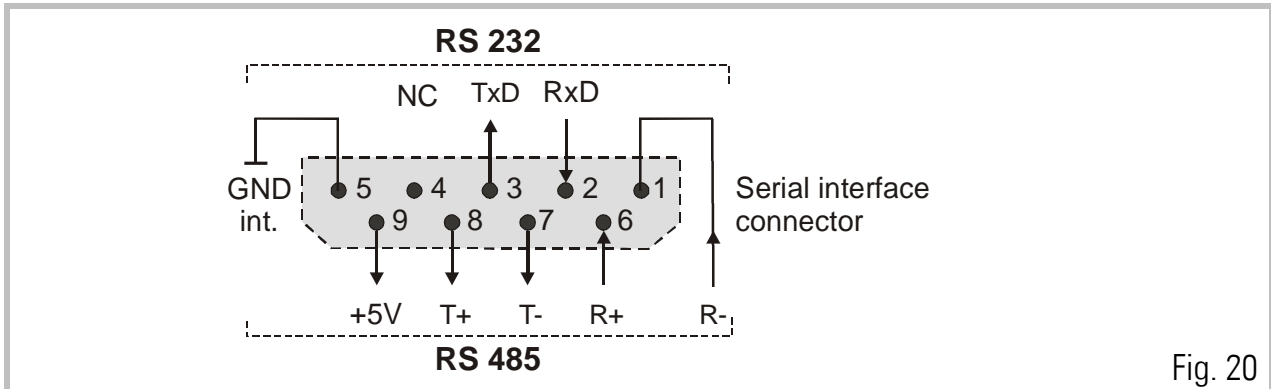 RS 232
NC TxD RxD
GND
int.
5 4 3 2 1
9 8 7 6
Serial interface
connector
+5V T+ T- R+ R-
RS 485
Fig. 20